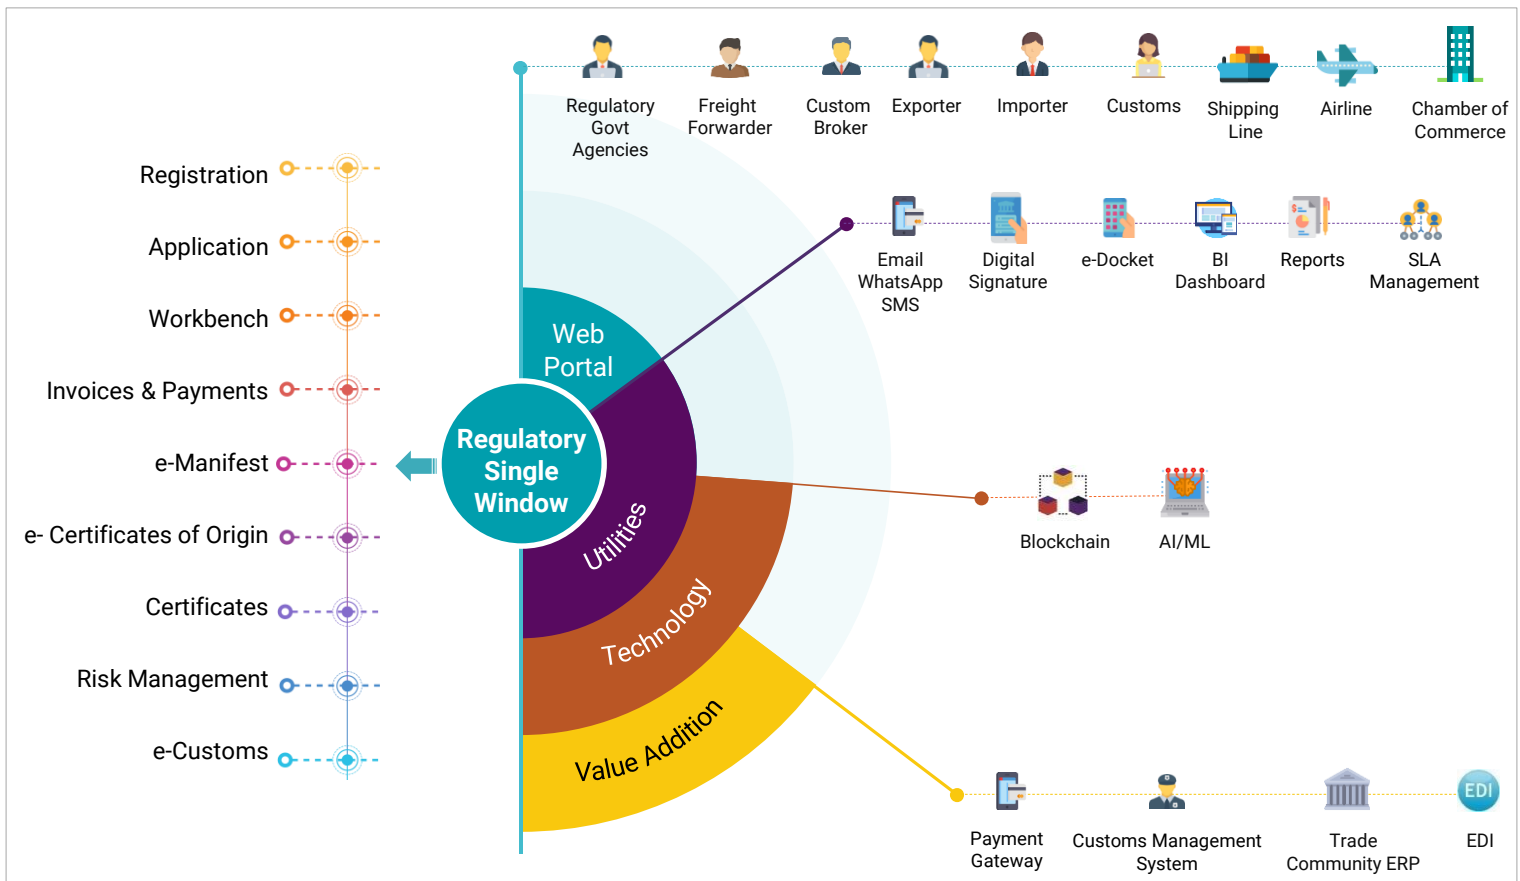 Regulatory
Govt
Agencies
Freight
Forwarder
Custom
Broker
Exporter
Importer
Customs
Shipping
Line
Airline
Chamber of
Commerce
Registration
Application
Workbench
Invoices & Payments
e-Manifest
e- Certificates of Origin
Certificates
Risk Management
e-Customs
Regulatory
Single
Window
Web
Portal
Utilities
Technology
Value Addition
Email
WhatsApp
SMS
Digital
Signature
e-Docket
BI
Dashboard
Reports
SLA
Management
Blockchain
AI/ML
Payment
Gateway
Customs Management
System
Trade
Community ERP
EDI
EDI